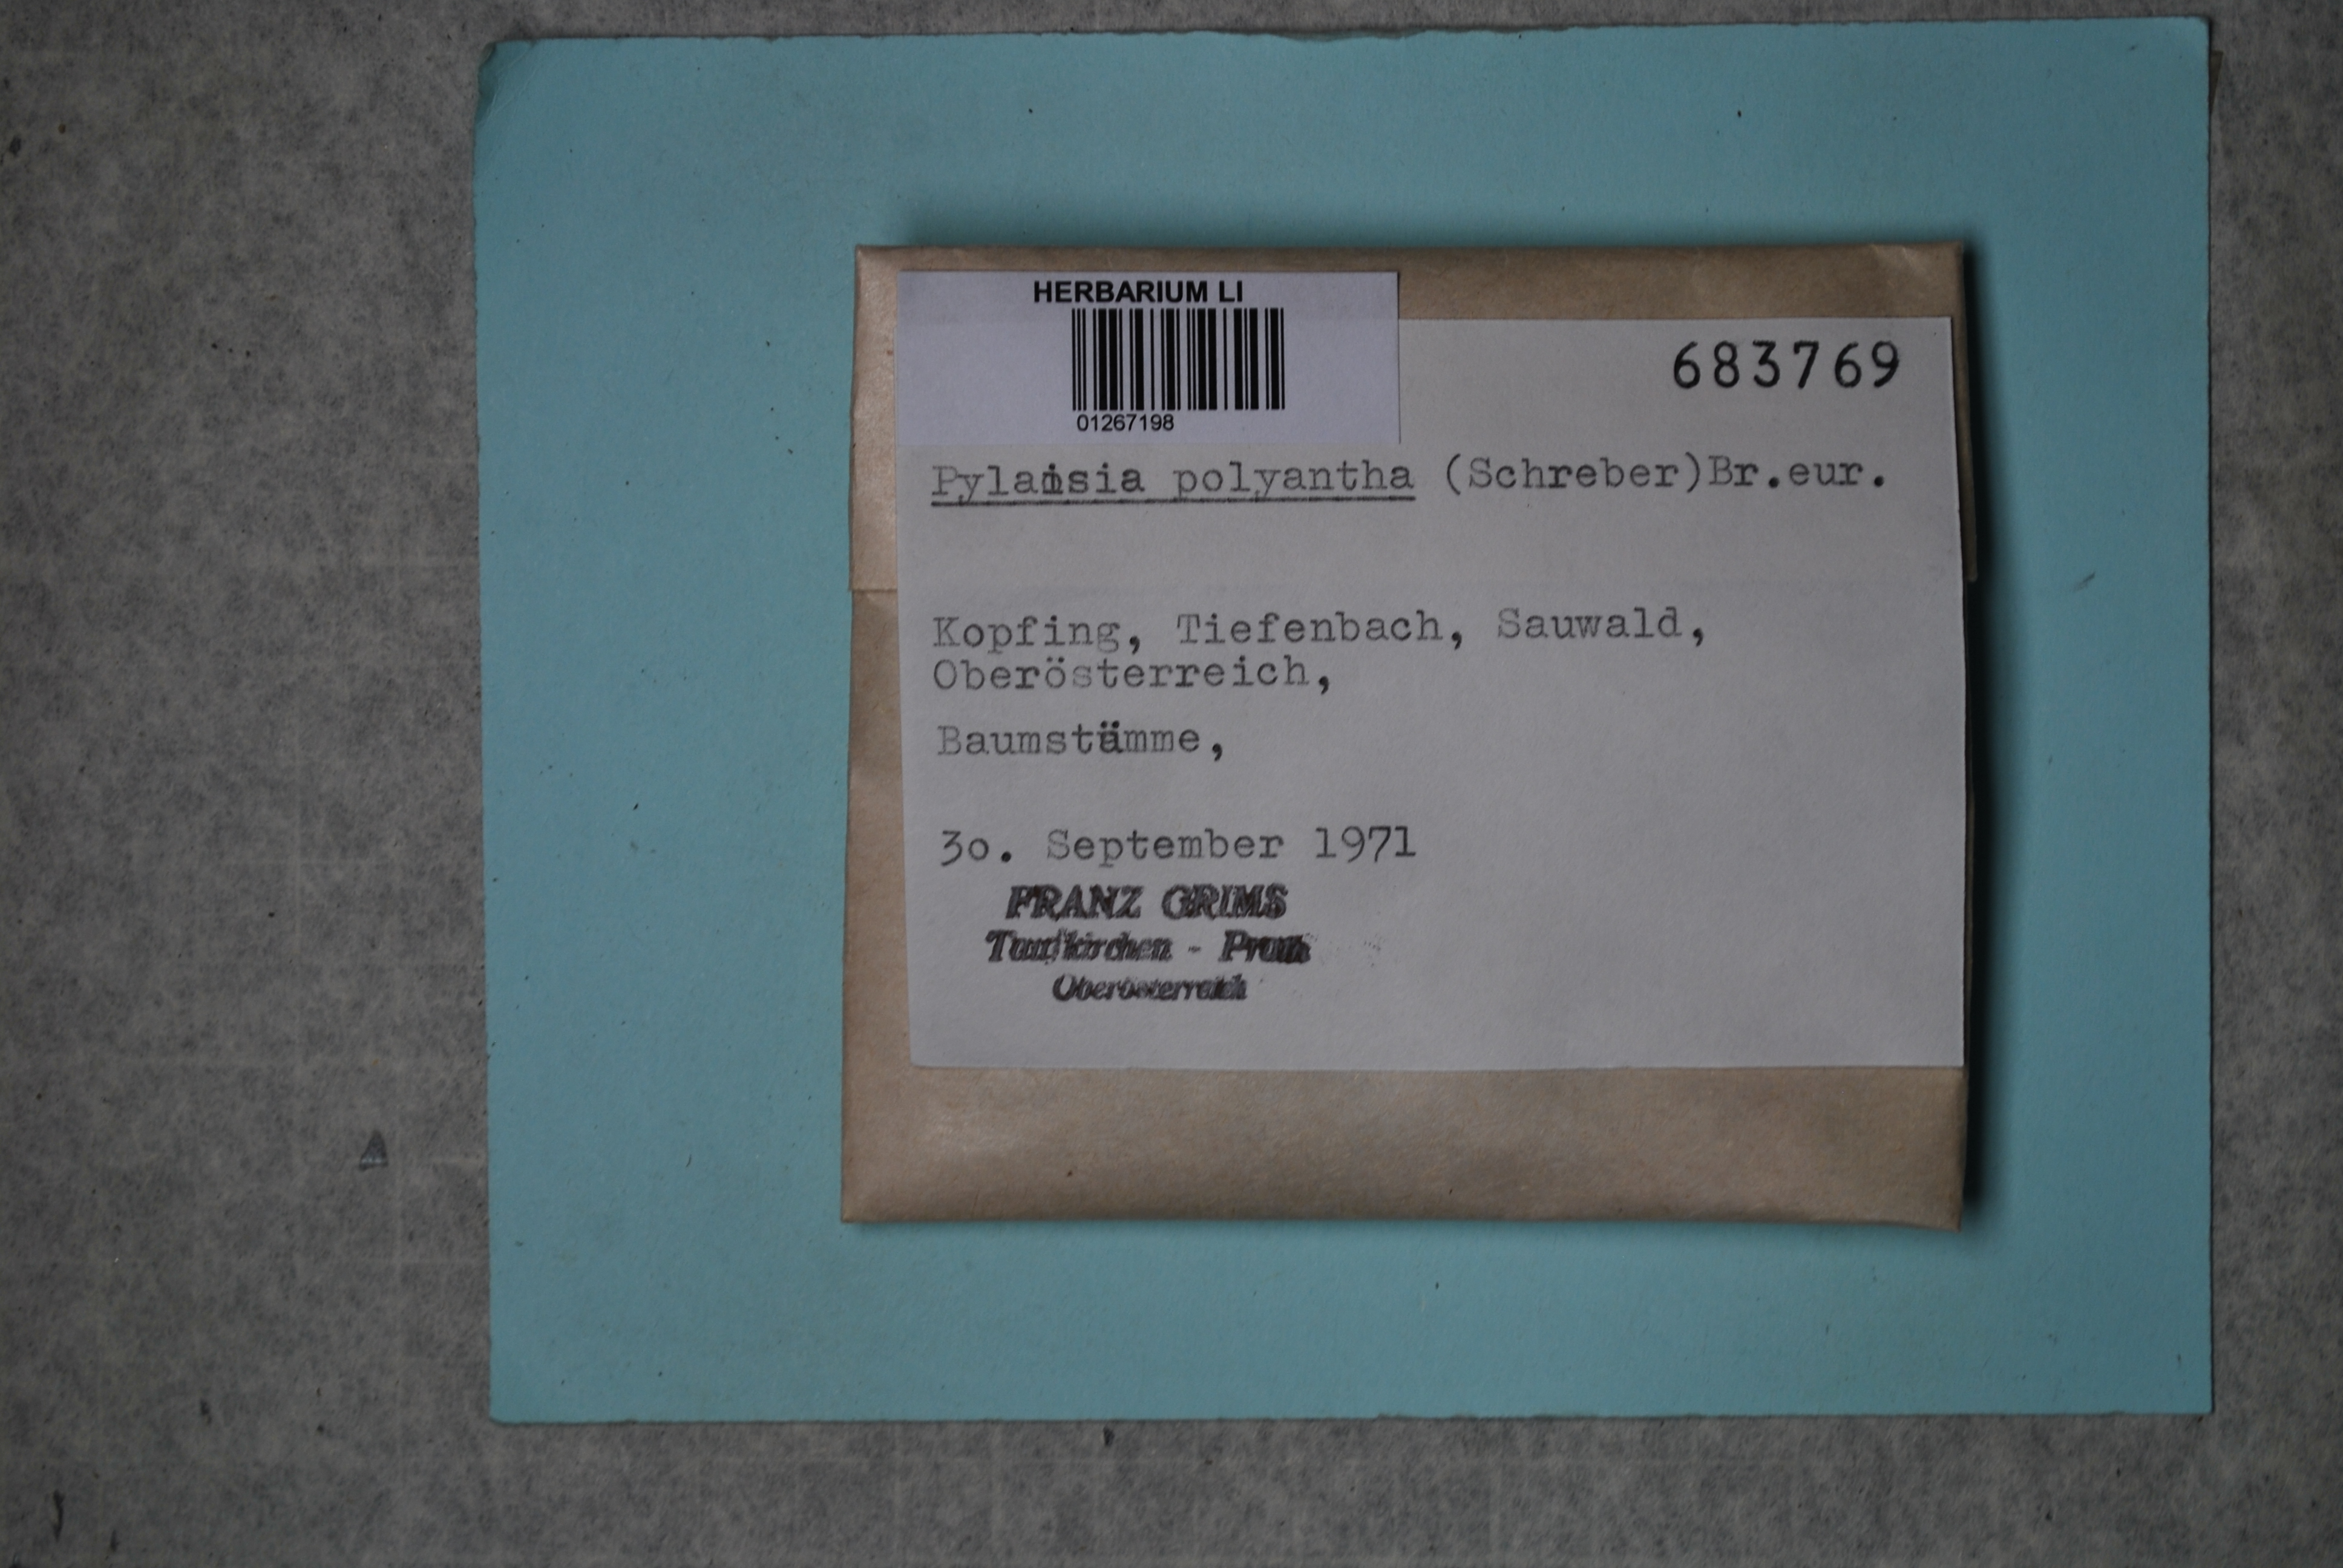 HERBARIUM LI
01267198
683769
Pylaisia polyantha (Schreber)Br.eur.
Kopfing, Tiefenbach, Sauwald,
Oberösterreich,
Baumstämme,
30. September 1971
FRANZ GRIMS
Taufkirchen - Pram
Oberösterreich